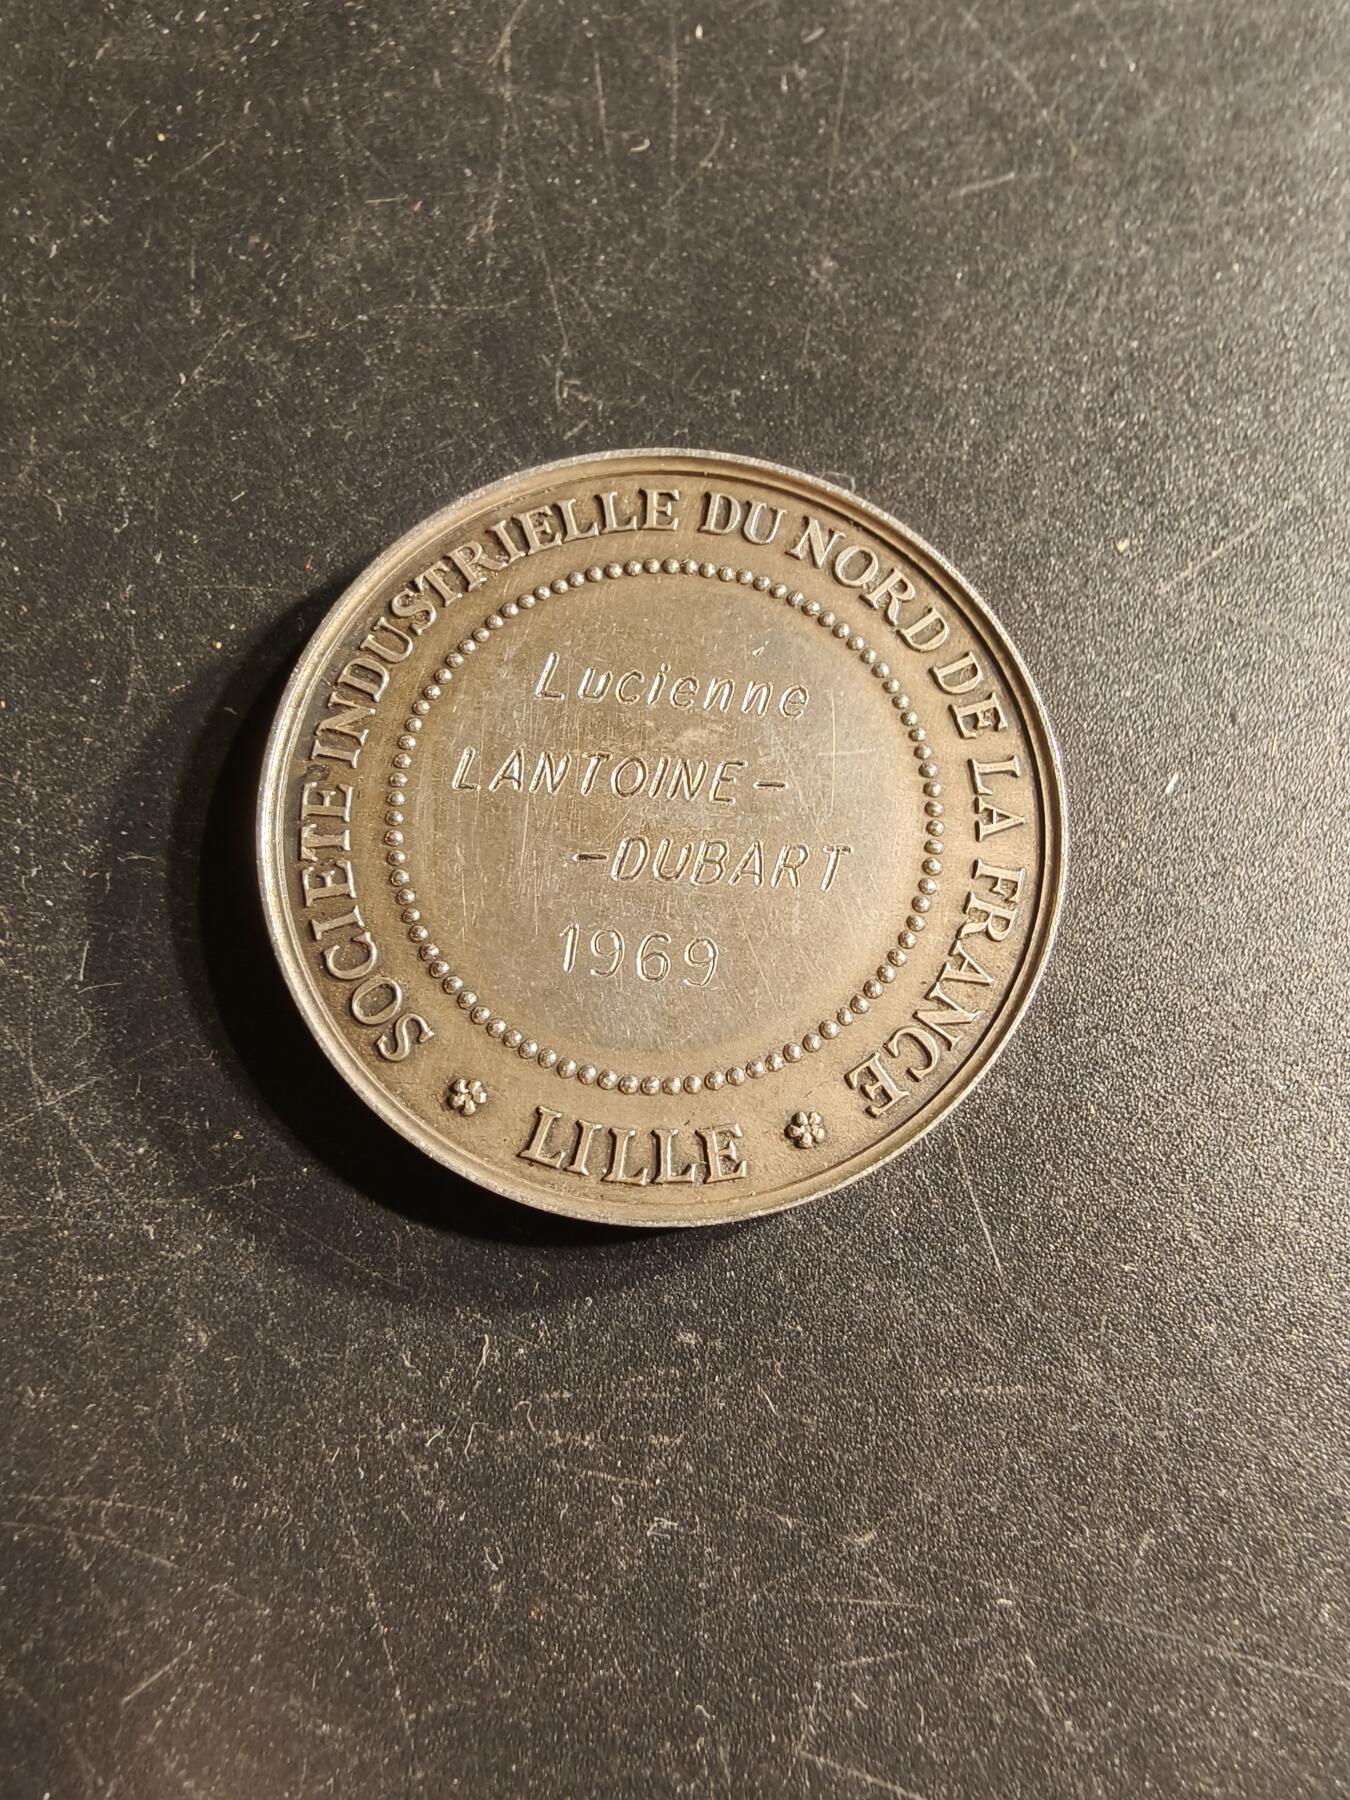 SOCIETE INDUSTRIELLE DU NORD DE LA FRANCE
Lucienne
LANTOINE-
-DUBART
1969
LILLE